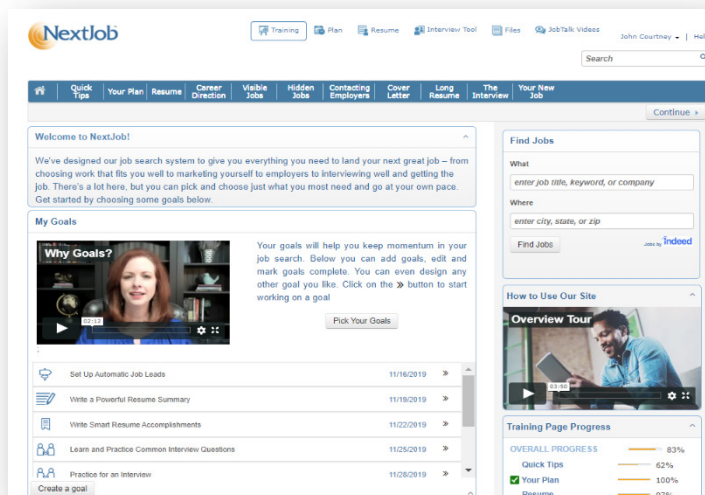 NextJob
Training Plan Resume Interview Tool Files JobTalk Videos
John Courtney | Hel
Search
Quick Tips Your Plan Resume Career Direction Visible Jobs Hidden Jobs Contacting Employers Cover Letter Long Resume The Interview Your New Job
Continue ›
Welcome to NextJob!
We've designed our job search system to give you everything you need to land your next great job – from
choosing work that fits you well to marketing yourself to employers to interviewing well and getting the
job. There's a lot here, but you can pick and choose just what you most need and go at your own pace.
Get started by choosing some goals below.
My Goals
Why Goals?
02:12
Your goals will help you keep momentum in your
job search. Below you can add goals, edit and
mark goals complete. You can even design any
other goal you like. Click on the » button to start
working on a goal
Pick Your Goals
Set Up Automatic Job Leads 11/16/2019 »
Write a Powerful Resume Summary 11/19/2019 »
Write Smart Resume Accomplishments 11/22/2019 »
Learn and Practice Common Interview Questions 11/25/2019 »
Practice for an Interview 11/28/2019 »
Create a goal
Find Jobs
What
enter job title, keyword, or company
Where
enter city, state, or zip
Find Jobs
Jobs by indeed
How to Use Our Site
Overview Tour
03:50
Training Page Progress
OVERALL PROGRESS 83%
Quick Tips 62%
Your Plan 100%
Resume 97%